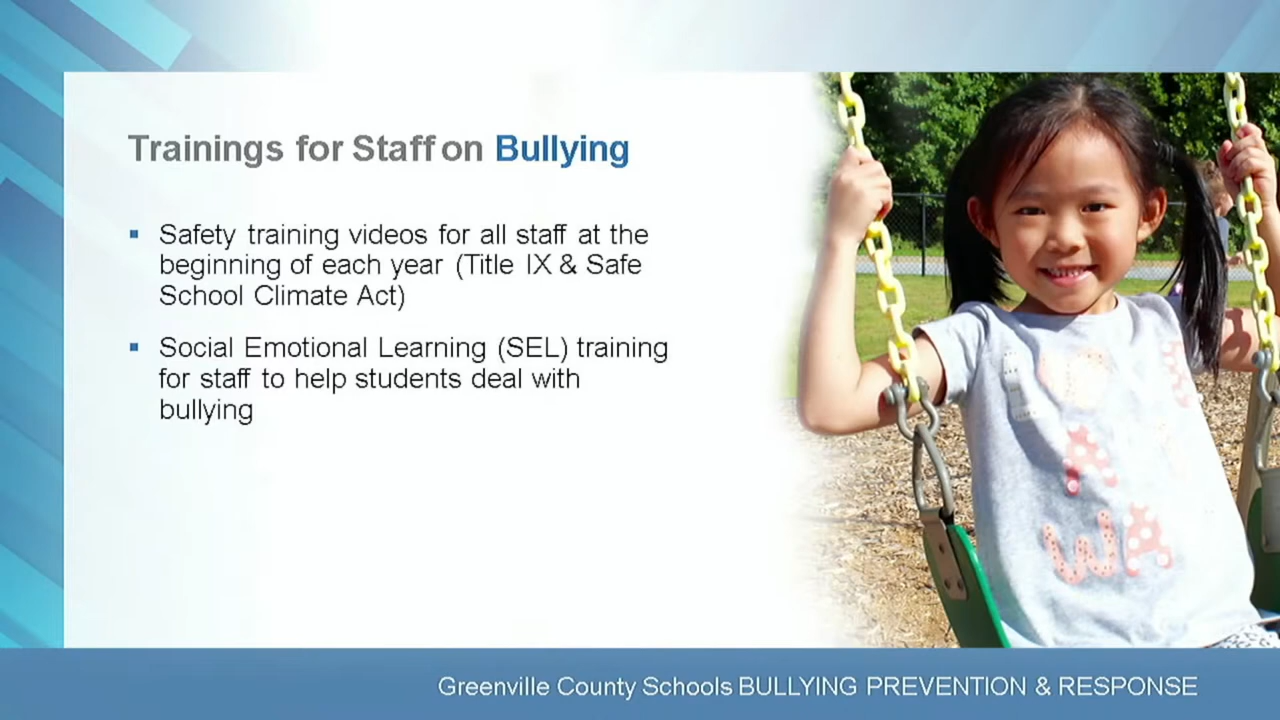 Trainings for Staff on Bullying
▪ Safety training videos for all staff at the
beginning of each year (Title IX & Safe
School Climate Act)
▪ Social Emotional Learning (SEL) training
for staff to help students deal with
bullying
A
WA
Greenville County Schools BULLYING PREVENTION & RESPONSE